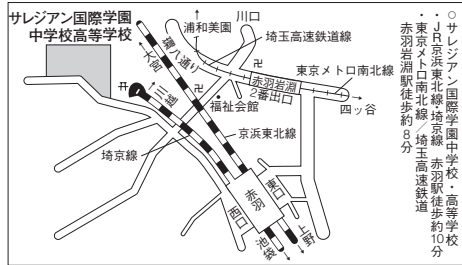 サレジアン国際学園
中学校高等学校
○サレジアン国際学園中学校・高等学校
・JR京浜東北線・埼京線 赤羽駅徒歩約10分
・東京メトロ南北線／埼玉高速鉄道
赤羽岩淵駅徒歩約8分
川口
浦和美園
埼玉高速鉄道線
東京メトロ南北線
環八通り
大宮
赤羽岩淵
2番出口
四ッ谷
福祉会館
京浜東北線
埼京線
東口
赤羽
西口
上野
池袋